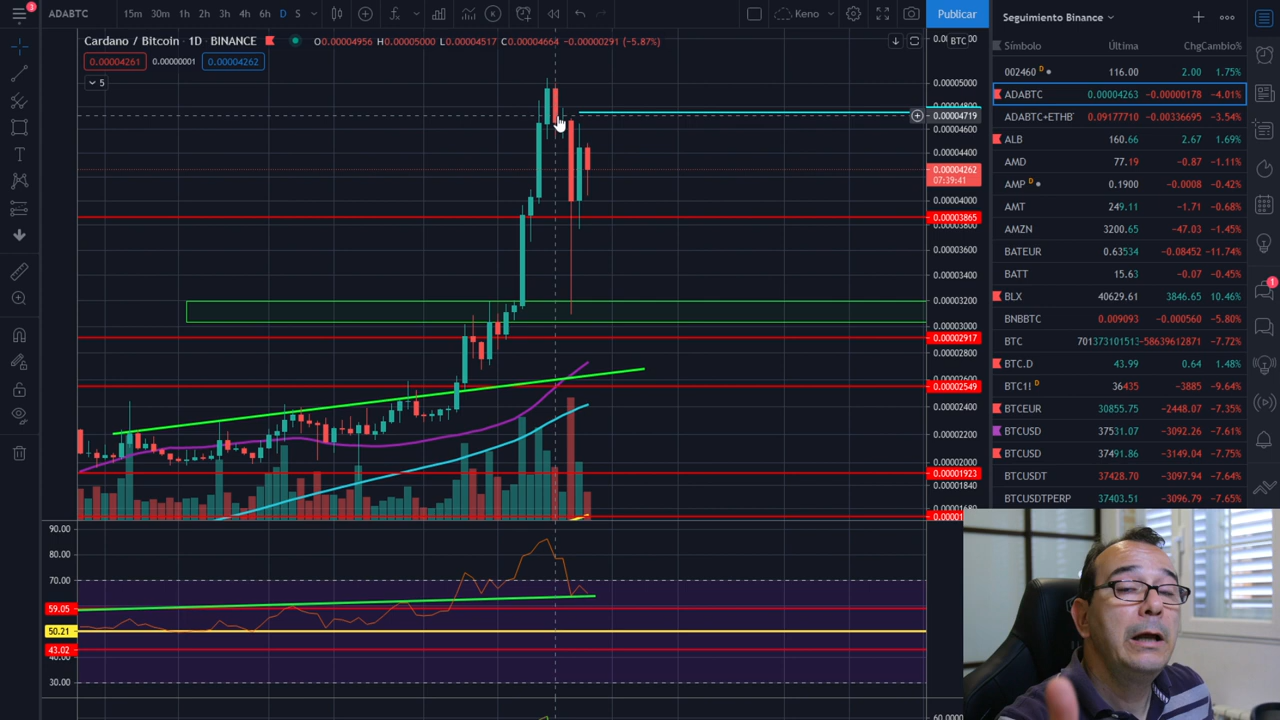 3
ADABTC
15m 30m 1h 2h 3h 4h 6h D S
Keno
Publicar
Cardano / Bitcoin · 1D · BINANCE
O0.00004956 H0.00005000 L0.00004517 C0.00004664 −0.00000291 (−5.87%)
0.00004261 0.00000001 0.00004262
5
BTC
0.00005000
0.00004719
0.00004600
0.00004400
0.00004262
07:39:41
0.00004000
0.00003865
0.00003600
0.00003400
0.00003200
0.00003000
0.00002917
0.00002800
0.00002549
0.00002400
0.00002200
0.00002000
0.00001923
0.00001840
90.00
80.00
70.00
59.05
50.21
43.02
30.00
Seguimiento Binance
Símbolo Última Chg Cambio%
002460 D 116.00 2.00 1.75%
ADABTC 0.00004263 −0.00000178 −4.01%
ADABTC+ETHB 0.09177710 −0.00336695 −3.54%
ALB 160.66 2.67 1.69%
AMD 77.19 −0.87 −1.11%
AMP D 0.1900 −0.0008 −0.42%
AMT 249.11 −1.71 −0.68%
AMZN 3200.65 −47.03 −1.45%
BATEUR 0.63534 −0.08452 −11.74%
BATT 15.63 −0.07 −0.45%
BLX 40629.61 3846.65 10.46%
BNBBTC 0.009093 −0.000560 −5.80%
BTC 701373101513 −58639612871 −7.72%
BTC.D 43.99 0.64 1.48%
BTC1! D 36435 −3885 −9.64%
BTCEUR 30855.75 −2448.07 −7.35%
BTCUSD 37531.07 −3092.26 −7.61%
BTCUSD 37491.86 −3149.04 −7.75%
BTCUSDT 37428.70 −3097.94 −7.64%
BTCUSDTPERP 37403.51 −3096.79 −7.65%
1